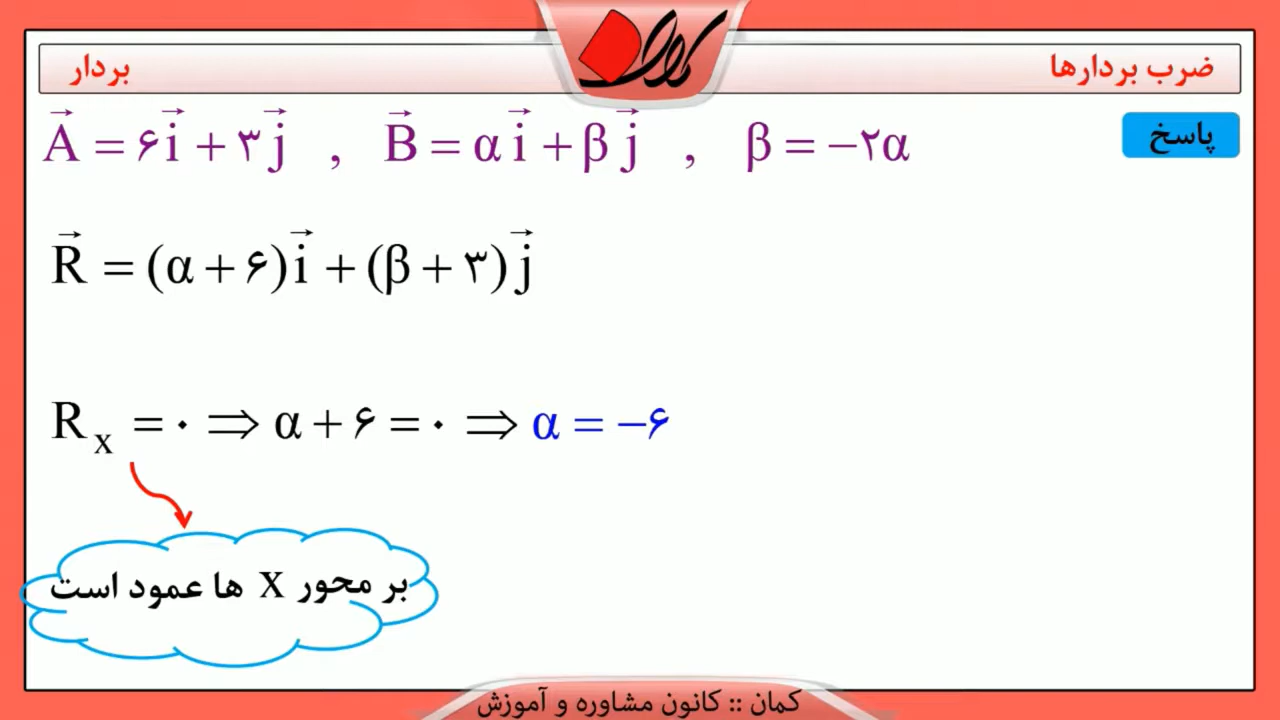 کمان
ضرب بردارها
بردار
پاسخ
A⃗ = ۶i⃗ + ۳j⃗ , B⃗ = αi⃗ + βj⃗ , β = −۲α
R⃗ = (α + ۶)i⃗ + (β + ۳)j⃗
Rₓ = ۰ ⇒ α + ۶ = ۰ ⇒ α = −۶
بر محور X ها عمود است
کمان :: کانون مشاوره و آموزش